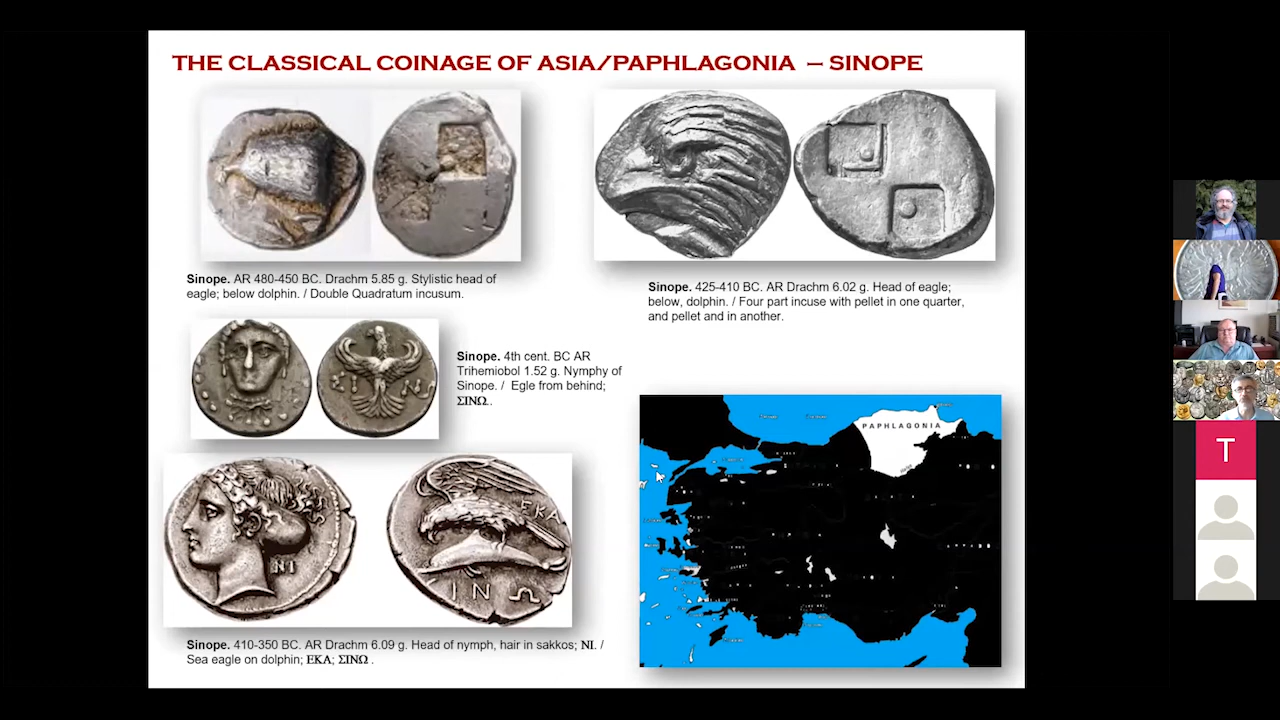 THE CLASSICAL COINAGE OF ASIA/PAPHLAGONIA – SINOPE
Sinope. AR 480-450 BC. Drachm 5.85 g. Stylistic head of
eagle; below dolphin. / Double Quadratum incusum.
Sinope. 425-410 BC. AR Drachm 6.02 g. Head of eagle;
below, dolphin. / Four part incuse with pellet in one quarter,
and pellet and in another.
Sinope. 4th cent. BC AR
Trihemiobol 1.52 g. Nymphy of
Sinope. / Egle from behind;
ΣΙΝΩ..
PAPHLAGONIA
ΝΙ
ΕΚΑ
ΙΝΩ
Sinope. 410-350 BC. AR Drachm 6.09 g. Head of nymph, hair in sakkos; ΝΙ. /
Sea eagle on dolphin; ΕΚΑ; ΣΙΝΩ .
T